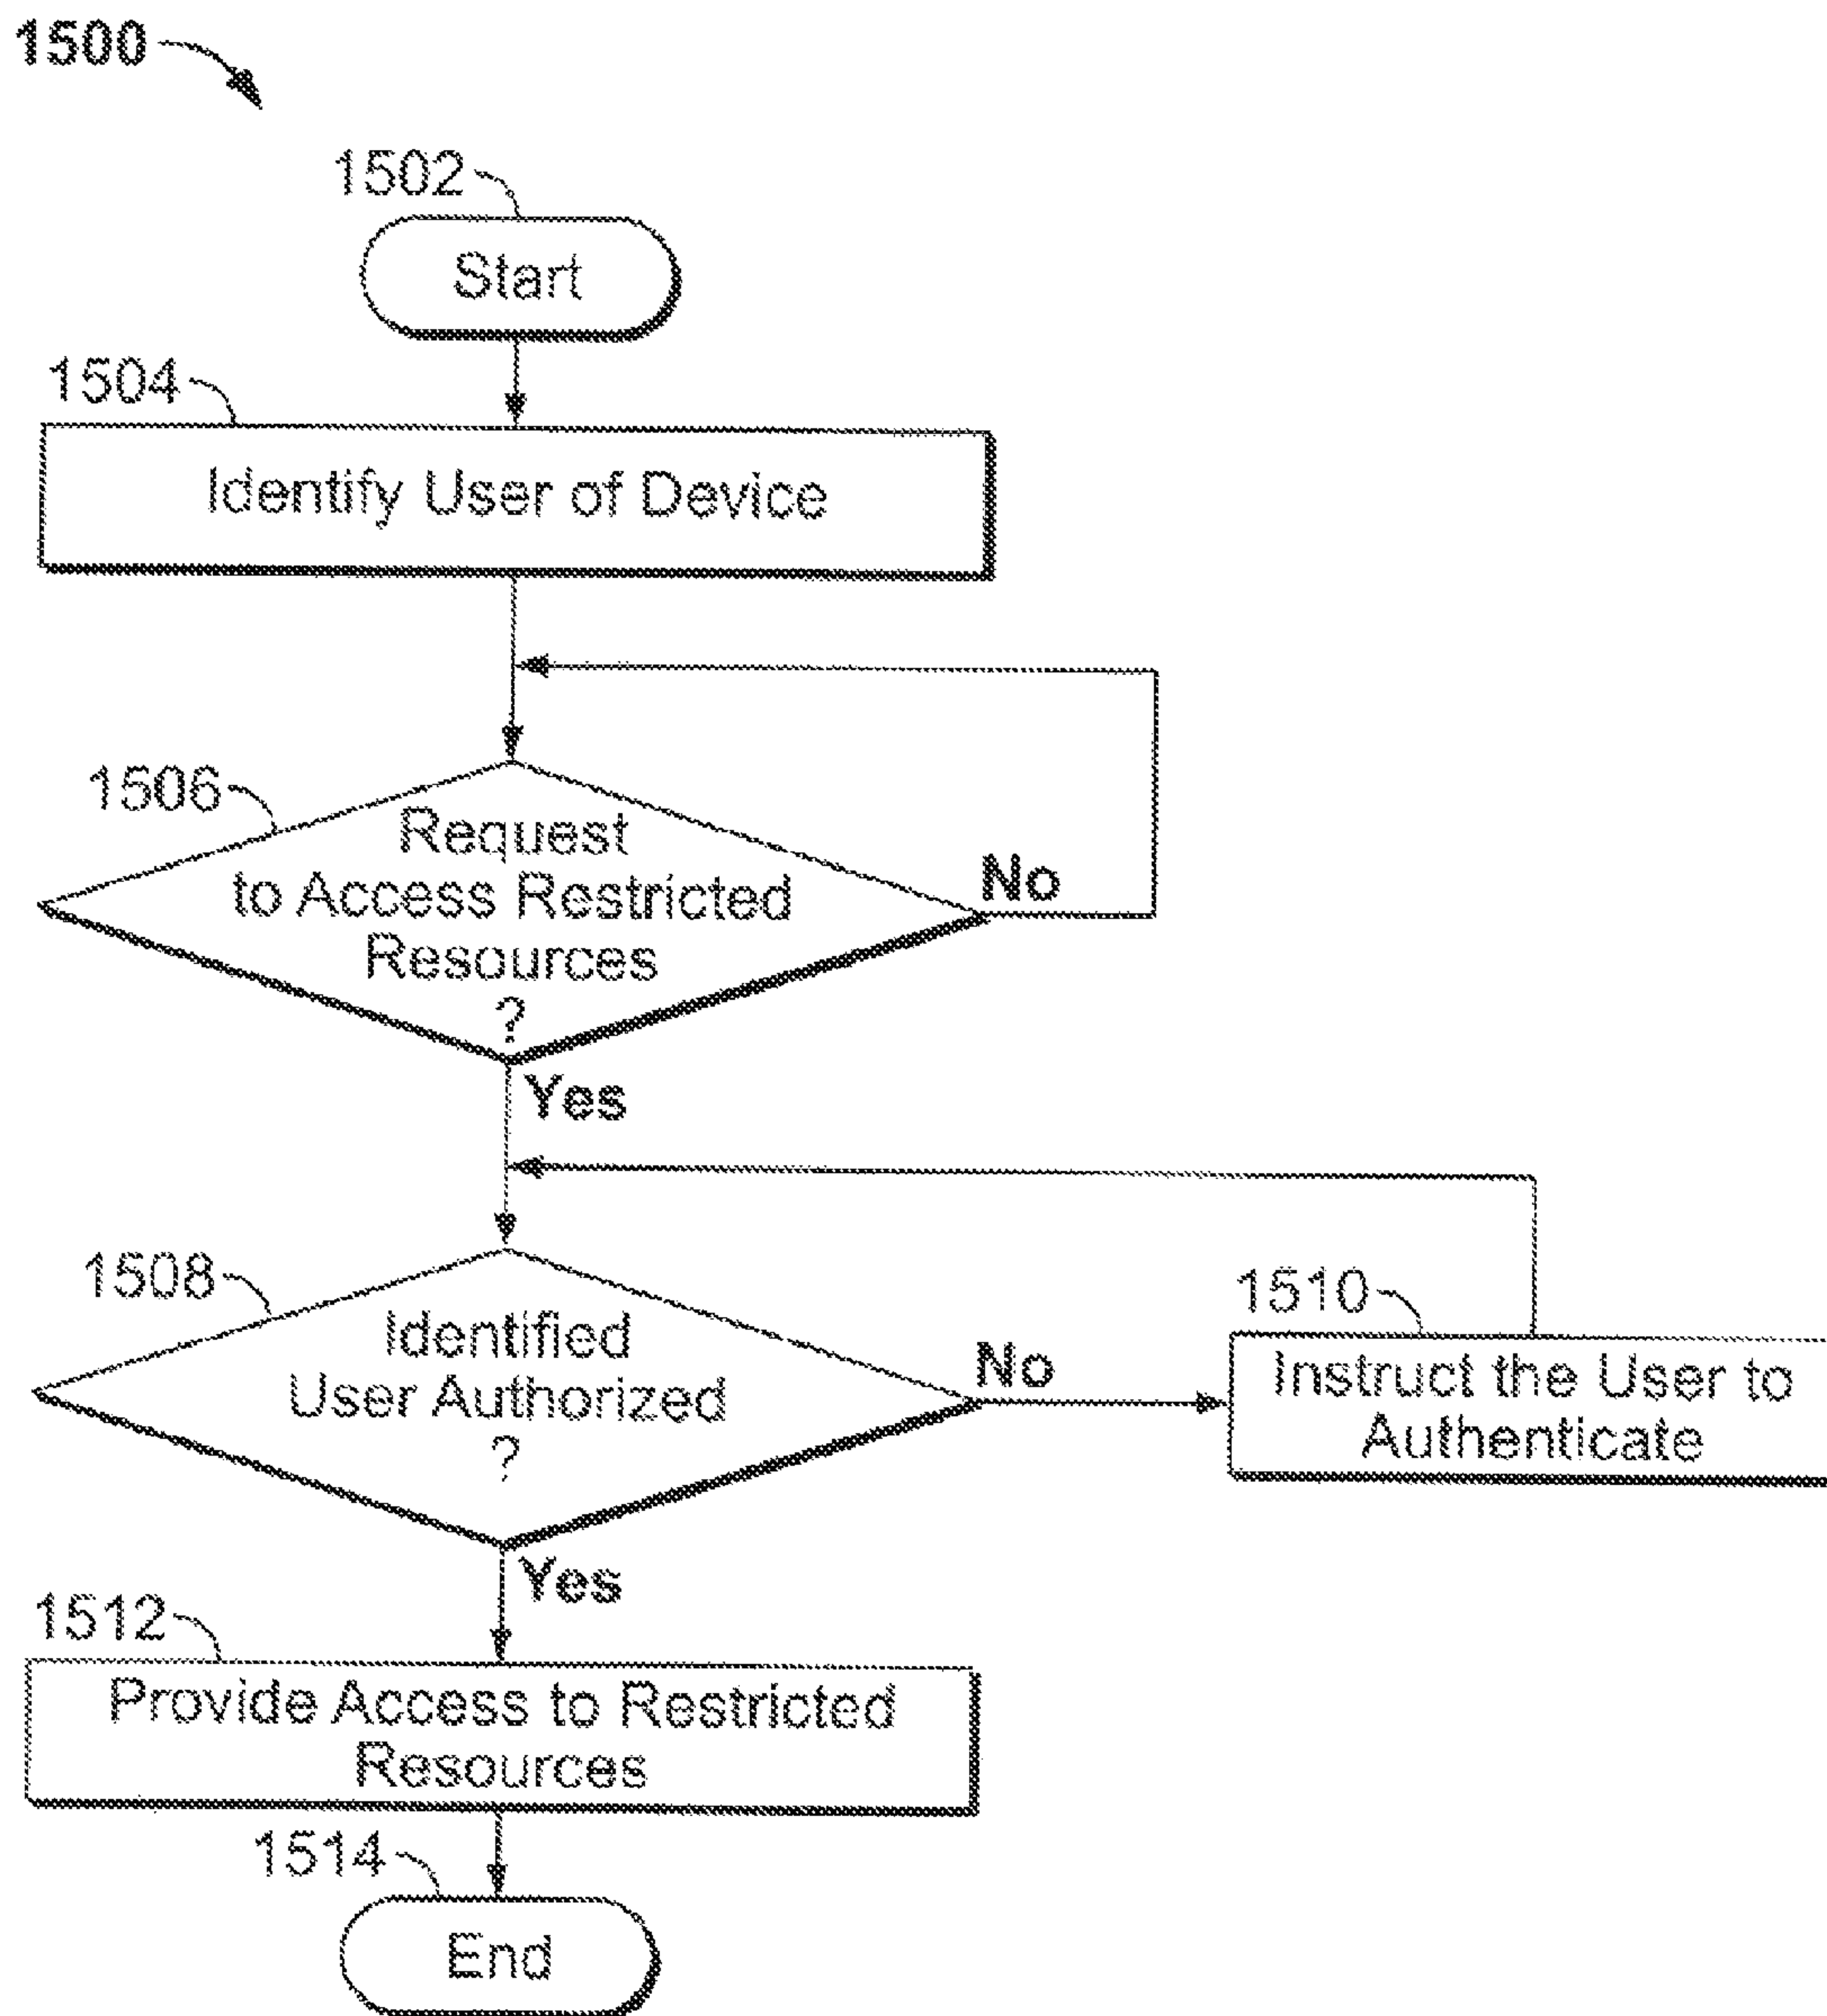 1500
1502
Start
1504
Identify User of Device
1506
Request
to Access Restricted
Resources
?
No
Yes
1508
Identified
User Authorized
?
No
1510
Instruct the User to
Authenticate
Yes
1512
Provide Access to Restricted
Resources
1514
End